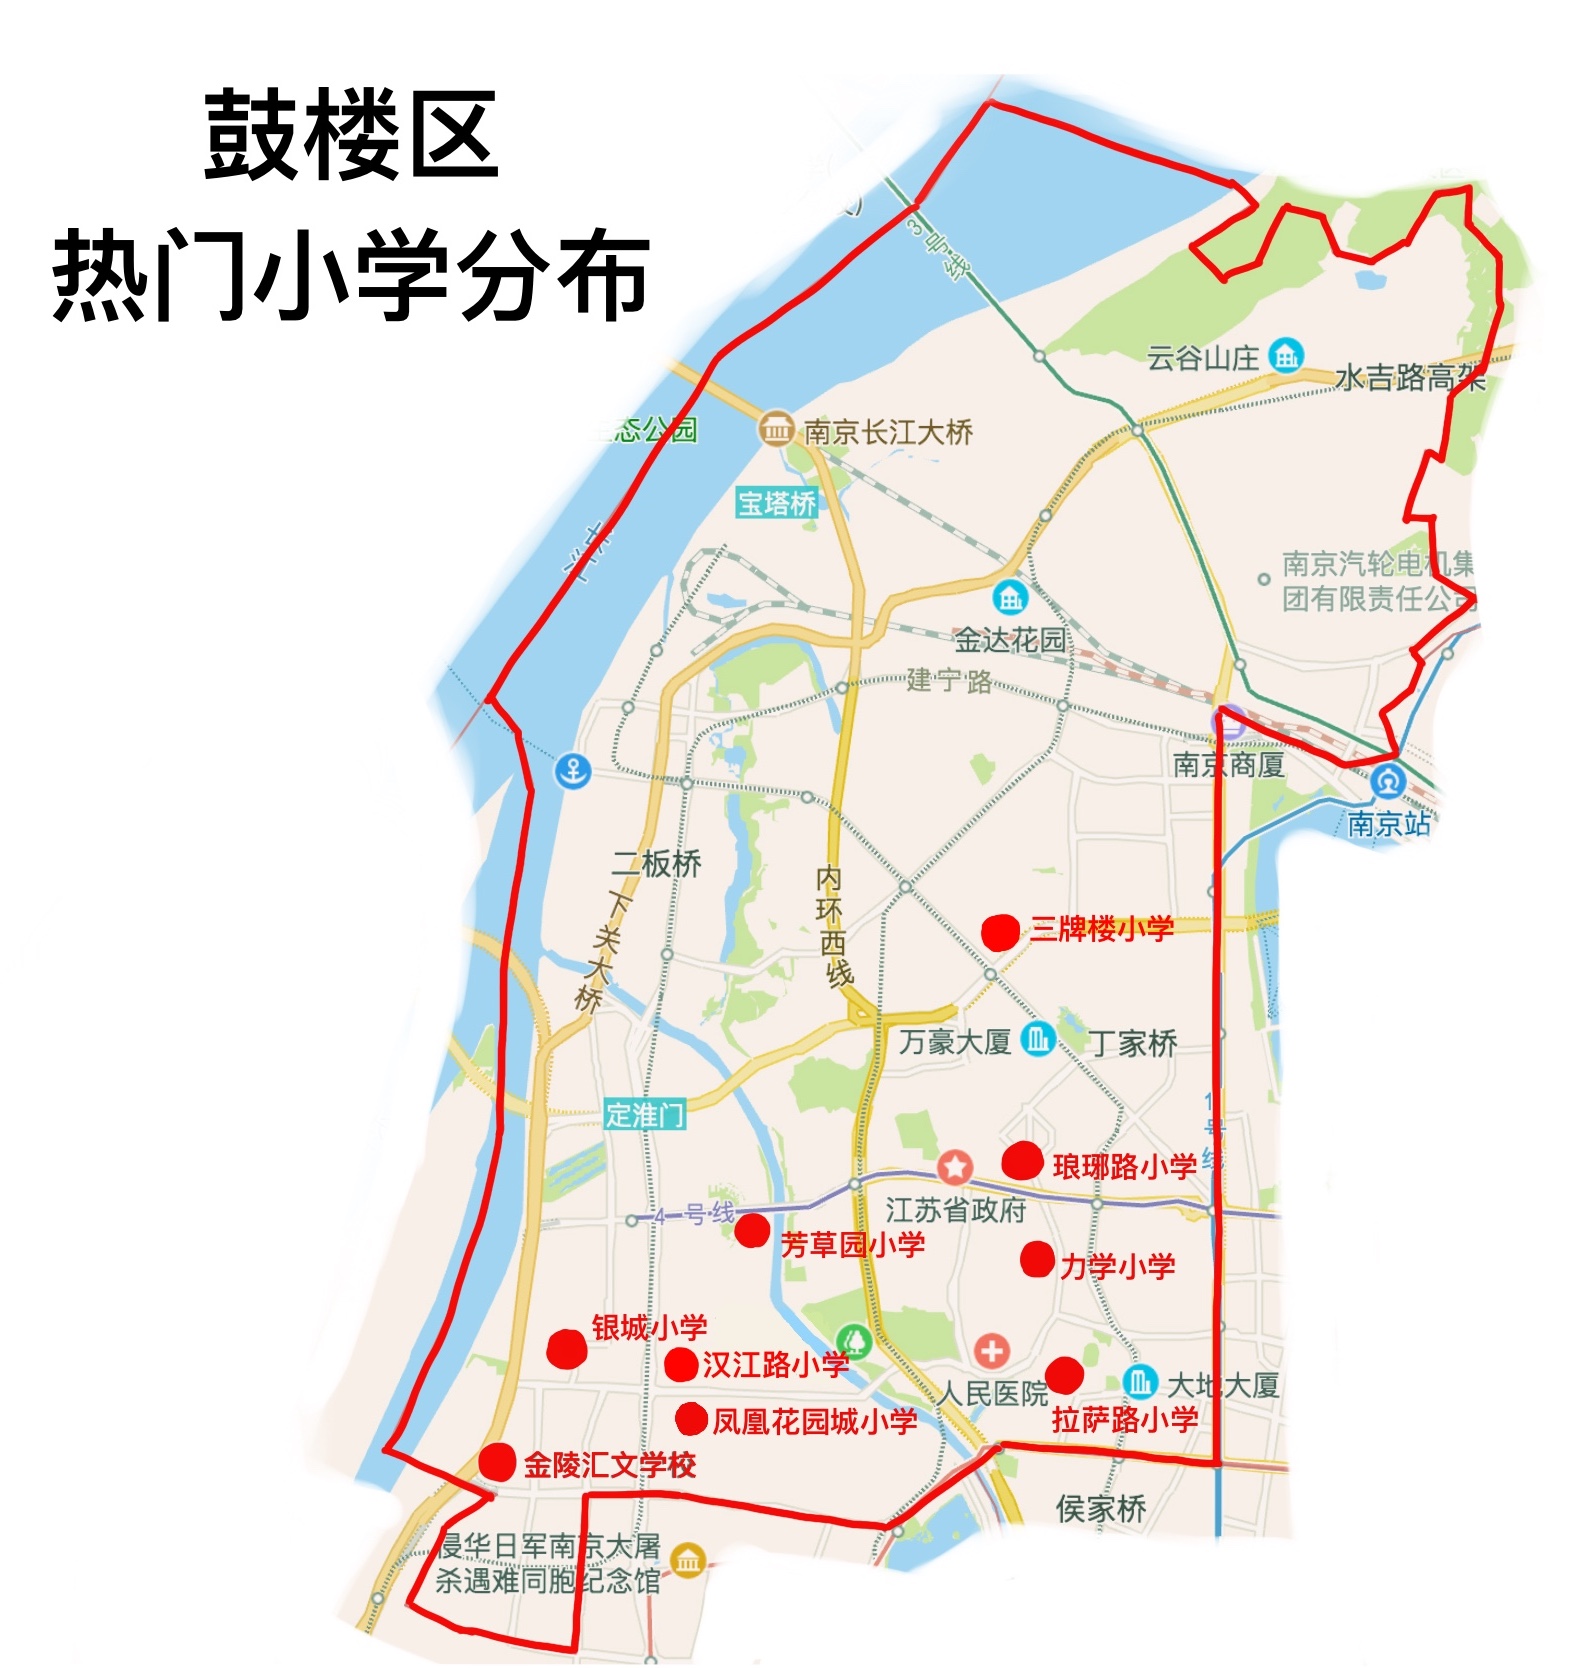 鼓楼区
热门小学分布
3号线
云谷山庄
水吉路高架
生态公园
南京长江大桥
宝塔桥
长江
南京汽轮电机集
团有限责任公司
金达花园
建宁路
南京商厦
南京站
二板桥
下关大桥
内环西线
三牌楼小学
万豪大厦
丁家桥
定淮门
1号线
琅琊路小学
江苏省政府
4号线
芳草园小学
力学小学
银城小学
汉江路小学
人民医院
大地大厦
凤凰花园城小学
拉萨路小学
金陵汇文学校
侯家桥
侵华日军南京大屠
杀遇难同胞纪念馆